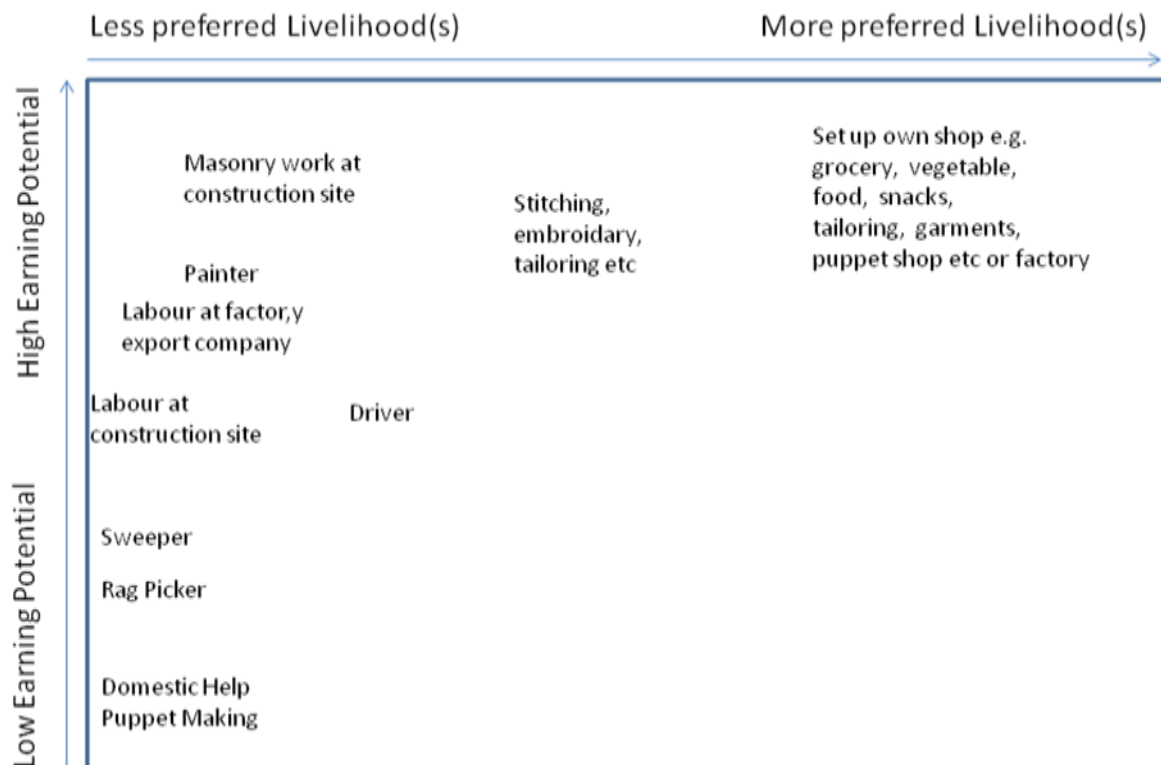 Less preferred Livelihood(s)
More preferred Livelihood(s)
High Earning Potential
Low Earning Potential
Masonry work at
construction site
Painter
Labour at factor,y
export company
Labour at
construction site
Driver
Stitching,
embroidary,
tailoring etc
Set up own shop e.g.
grocery, vegetable,
food, snacks,
tailoring, garments,
puppet shop etc or factory
Sweeper
Rag Picker
Domestic Help
Puppet Making